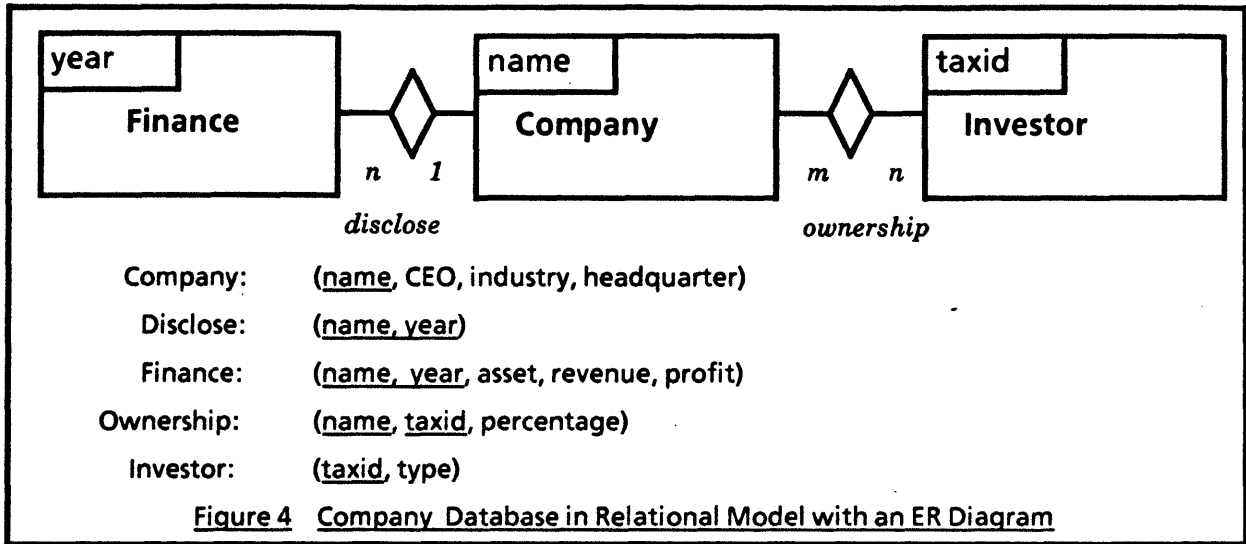 year name taxid
Finance Company Investor
n 1 m n
disclose ownership
Company: (name, CEO, industry, headquarter)
Disclose: (name, year)
Finance: (name, year, asset, revenue, profit)
Ownership: (name, taxid, percentage)
Investor: (taxid, type)
Figure 4 Company Database in Relational Model with an ER Diagram